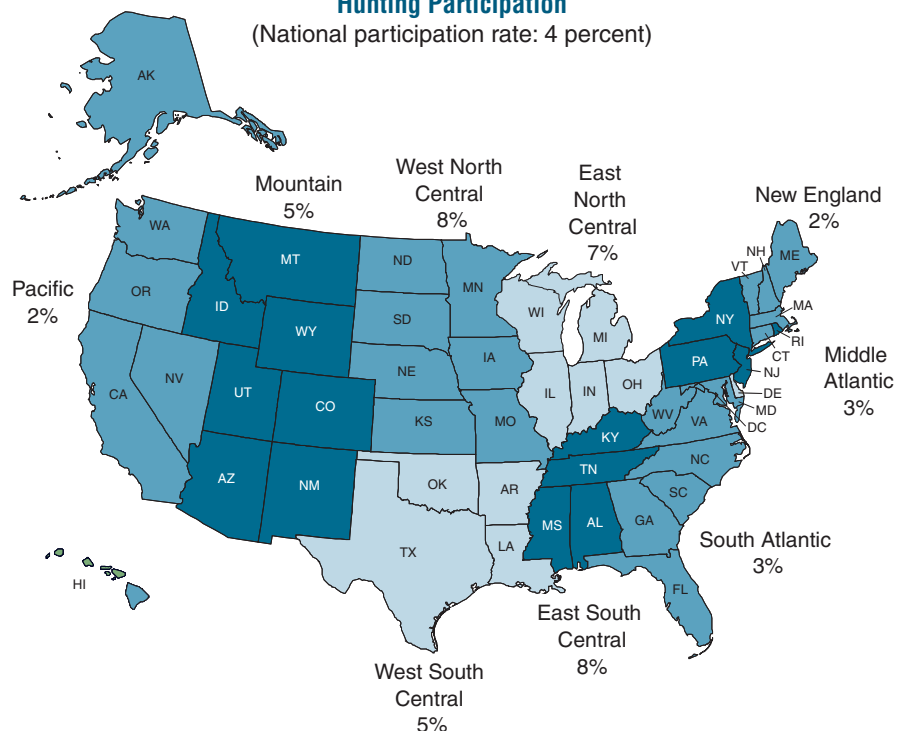 Hunting Participation
(National participation rate: 4 percent)
AK
Mountain
5%
West North
Central
8%
East
North
Central
7%
New England
2%
Pacific
2%
Middle
Atlantic
3%
South Atlantic
3%
East South
Central
8%
West South
Central
5%
WA
OR
CA
NV
ID
MT
WY
UT
CO
AZ
NM
ND
SD
NE
KS
MN
IA
MO
WI
MI
IL
IN
OH
OK
AR
TX
LA
KY
TN
MS
AL
NY
PA
WV
VA
NC
SC
GA
FL
VT
NH
ME
MA
RI
CT
NJ
DE
MD
DC
HI